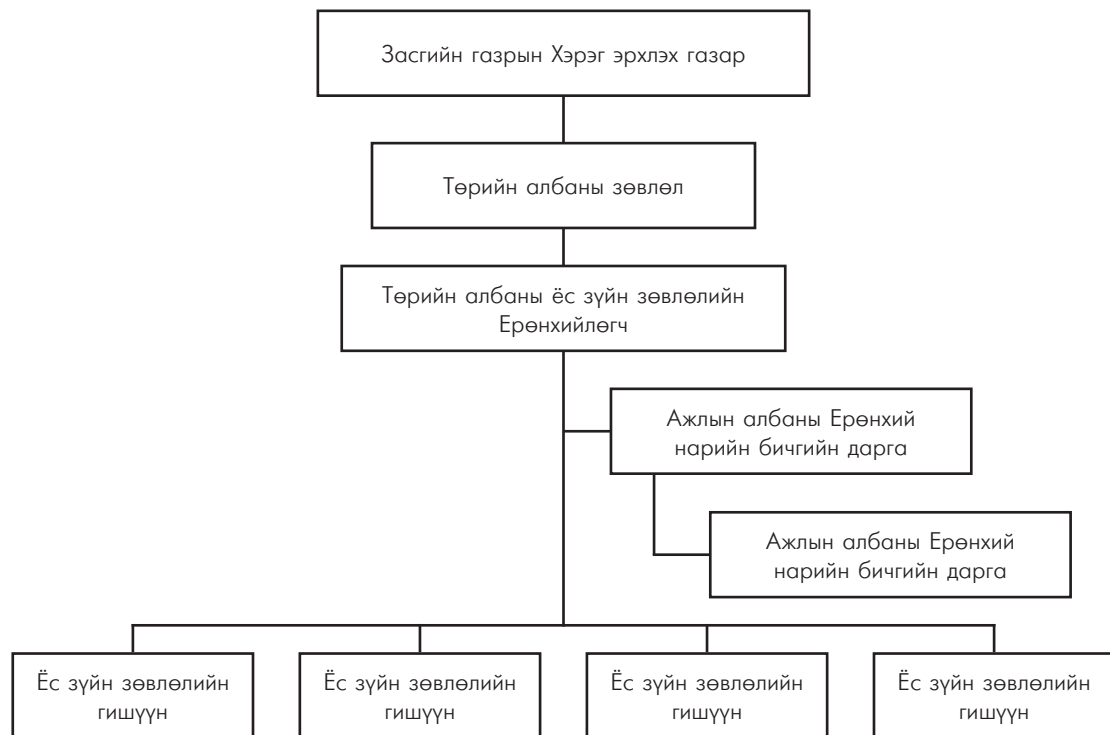 Засгийн газрын Хэрэг эрхлэх газар
Төрийн албаны зөвлөл
Төрийн албаны ёс зүйн зөвлөлийн
Ерөнхийлөгч
Ажлын албаны Ерөнхий
нарийн бичгийн дарга
Ажлын албаны Ерөнхий
нарийн бичгийн дарга
Ёс зүйн зөвлөлийн
гишүүн
Ёс зүйн зөвлөлийн
гишүүн
Ёс зүйн зөвлөлийн
гишүүн
Ёс зүйн зөвлөлийн
гишүүн